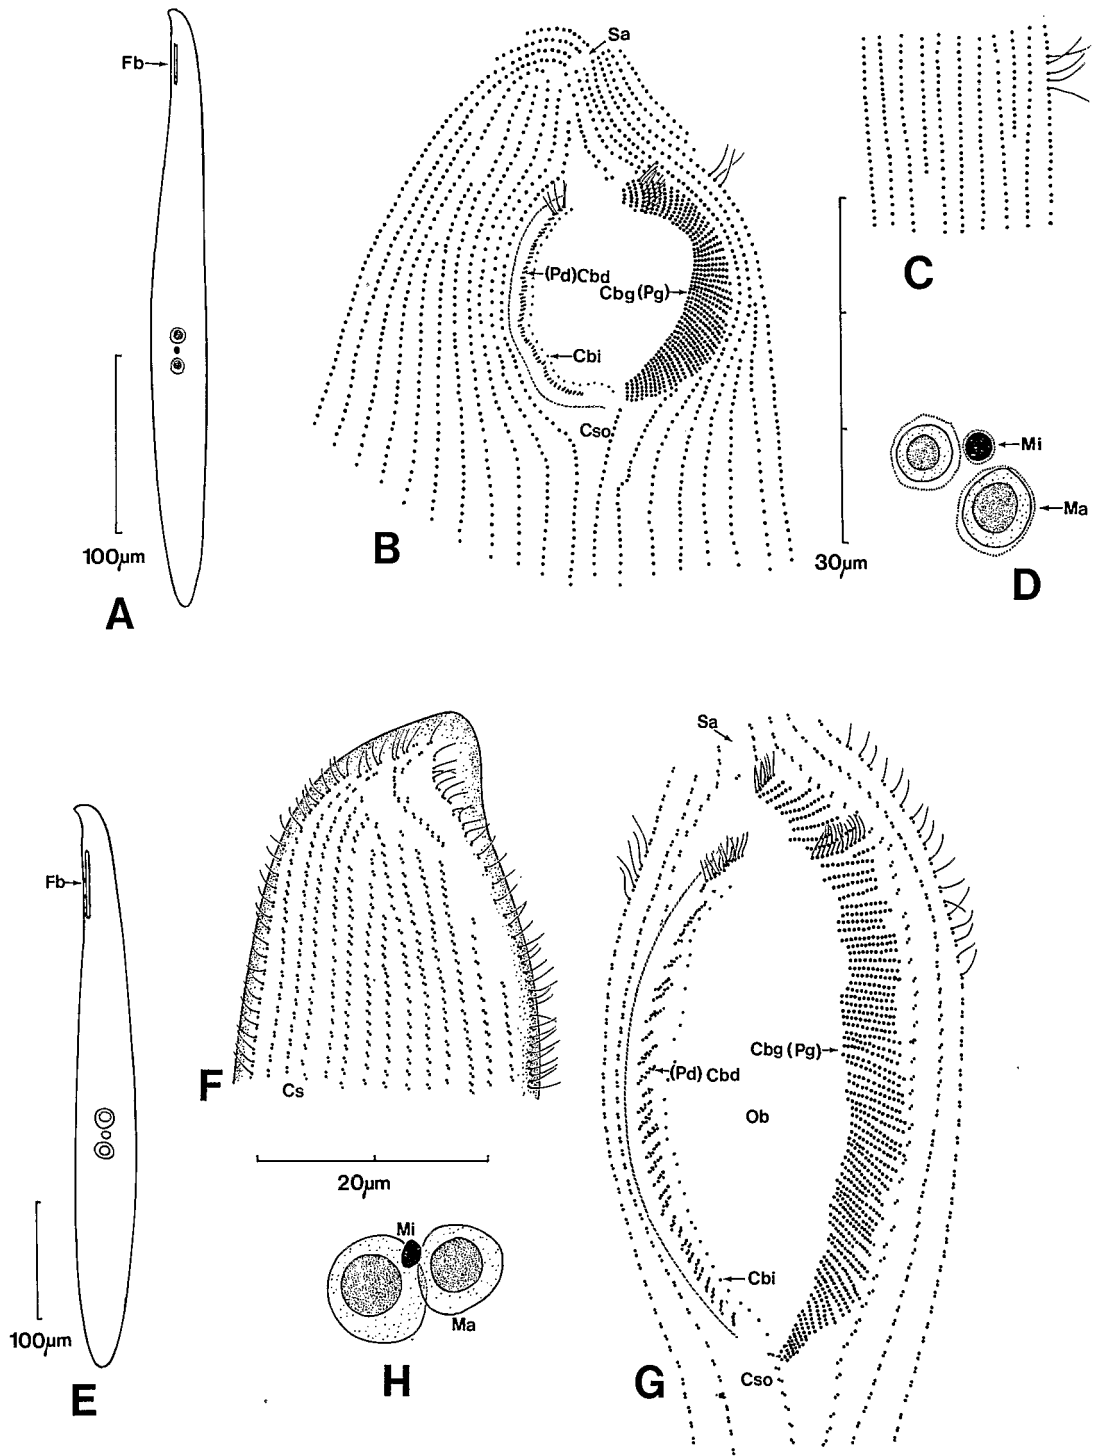 Fb
100µm
A
Sa
(Pd)Cbd
Cbg(Pg)
Cbi
Cso
B
C
30µm
Mi
Ma
D
Fb
100µm
E
F
Cs
20µm
Mi
Ma
H
Sa
Cbg(Pg)
(Pd)Cbd
Ob
Cbi
Cso
G